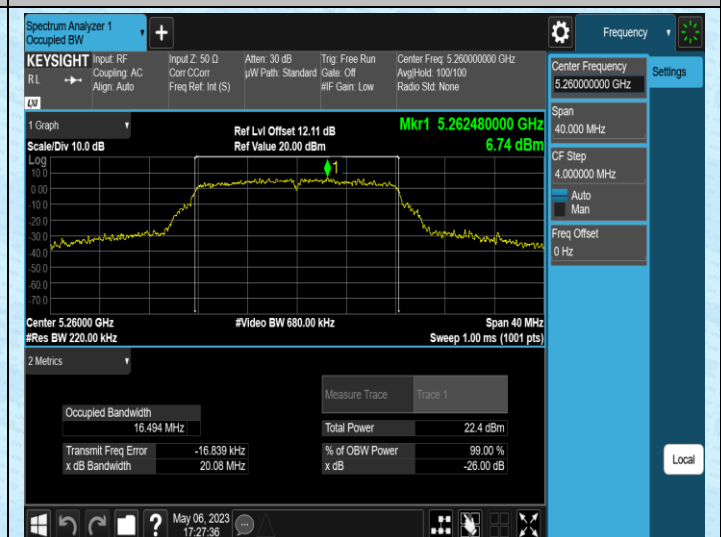 Spectrum Analyzer 1
Occupied BW
+
Frequency
KEYSIGHT
R L
LXI
Input: RF
Coupling: AC
Align: Auto
Input Z: 50 Ω
Corr CCorr
Freq Ref: Int (S)
Atten: 30 dB
µW Path: Standard
Trig: Free Run
Gate: Off
#IF Gain: Low
Center Freq: 5.260000000 GHz
Avg|Hold: 100/100
Radio Std: None
Center Frequency
5.260000000 GHz
Settings
Span
40.000 MHz
CF Step
4.000000 MHz
Auto
Man
Freq Offset
0 Hz
Local
1 Graph
Scale/Div 10.0 dB
Ref Lvl Offset 12.11 dB
Ref Value 20.00 dBm
Mkr1 5.262480000 GHz
6.74 dBm
Log
10.0
0.00
-10.0
-20.0
-30.0
-40.0
-50.0
-60.0
-70.0
1
Center 5.26000 GHz
#Res BW 220.00 kHz
#Video BW 680.00 kHz
Span 40 MHz
Sweep 1.00 ms (1001 pts)
2 Metrics
Measure Trace
Trace 1
Occupied Bandwidth
16.494 MHz
Total Power
22.4 dBm
Transmit Freq Error
-16.839 kHz
% of OBW Power
99.00 %
x dB Bandwidth
20.08 MHz
x dB
-26.00 dB
?
May 06, 2023
17:27:36